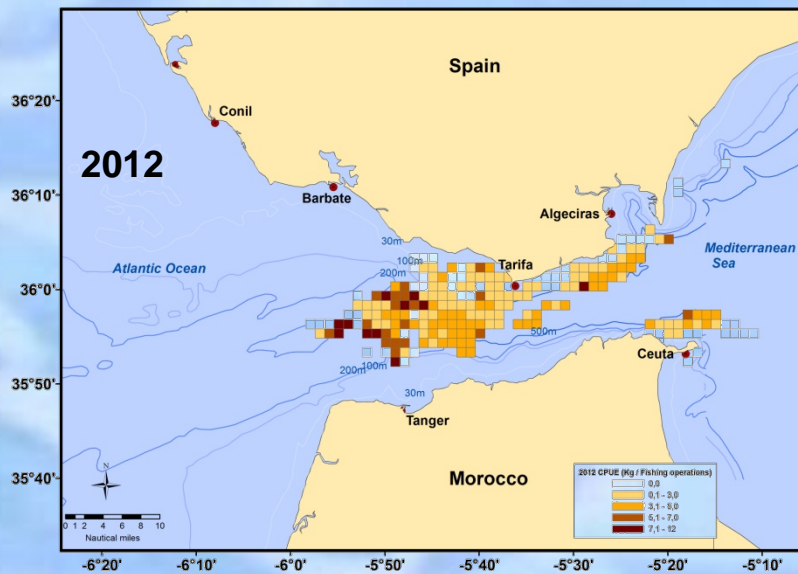 Spain
36°20'
Conil
2012
36°10'
Barbate
Algeciras
30m
Mediterranean
Sea
100m
Atlantic Ocean
200m
Tarifa
36°0'
500m
Ceuta
35°50'
200m
100m
30m
Tanger
Morocco
2012 CPUE (Kg / Fishing operations)
0,0
0,1 - 3,0
3,1 - 5,0
5,1 - 7,0
7,1 - 12
35°40'
N
0 1 2 4 6 8 10
Nautical miles
-6°20' -6°10' -6°0' -5°50' -5°40' -5°30' -5°20' -5°10'